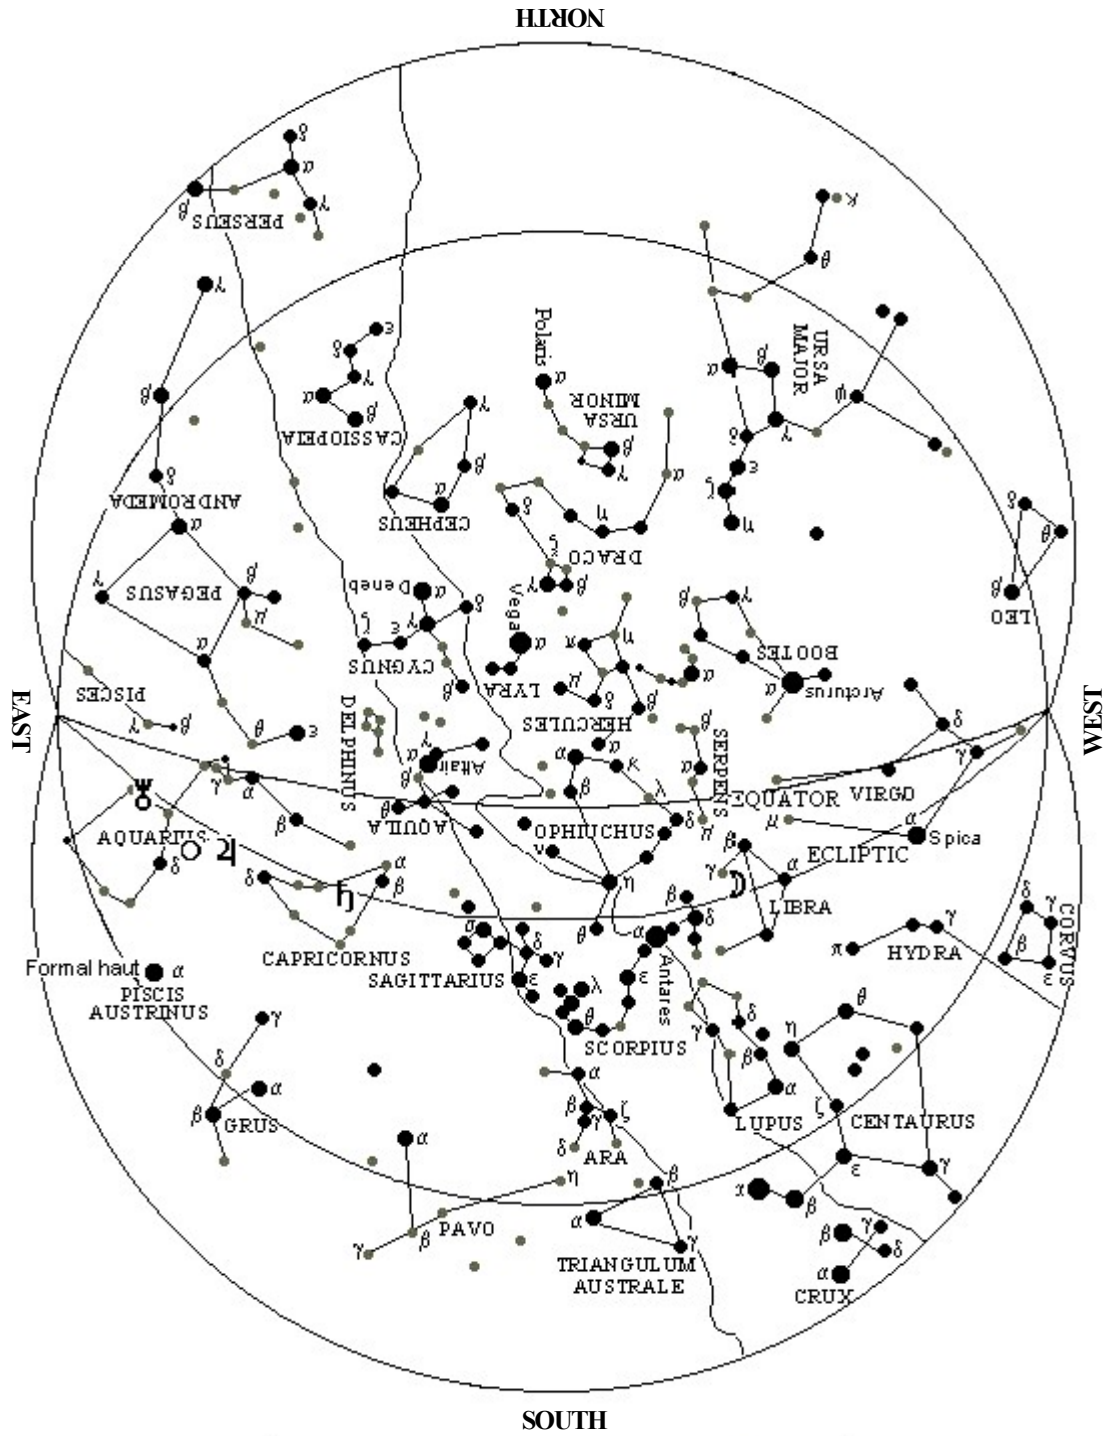 NORTH
δ
α
β
γ
PERSEUS
κ
θ
γ
ε
δ
γ
α
β
CASSIOPEIA
Polaris
α
URSA
MINOR
β
γ
α
β
URSA
MAJOR
ψ
γ
δ
ε
ζ
η
β
δ
ANDROMEDA
α
γ
β
α
CEPHEUS
α
δ
η
DRACO
ξ
γ
β
δ
θ
β
LEO
γ
PEGASUS
β
μ
α
Deneb
α
γ
δ
ζ
ε
CYGNUS
β
Vega
α
LYRA
π
η
μ
δ
β
HERCULES
α
β
γ
BOOTES
α
Arcturus
α
EAST
PISCES
γ
β
θ
ε
DELPHINUS
γ
α
Altair
β
θ
AQUILA
α
κ
β
λ
δ
OPHIUCHUS
ν
η
θ
β
SERPENS
α
μ
δ
γ
WEST
EQUATOR
VIRGO
μ
α
Spica
ECLIPTIC
♅
γ
α
β
AQUARIUS
δ
♃
♄
α
δ
β
CAPRICORNUS
β
γ
α
☽
LIBRA
β
δ
α
Antares
σ
δ
γ
SAGITTARIUS
ε
ε
λ
θ
SCORPIUS
π
γ
HYDRA
δ
γ
β
ε
CORVUS
Formal haut
α
PISCIS
AUSTRINUS
γ
δ
α
β
GRUS
γ
δ
β
α
LUPUS
θ
η
ζ
CENTAURUS
ε
γ
α
β
α
β
ζ
γ
δ
ARA
α
η
PAVO
β
γ
β
α
γ
TRIANGULUM
AUSTRALE
β
γ
δ
α
CRUX
SOUTH